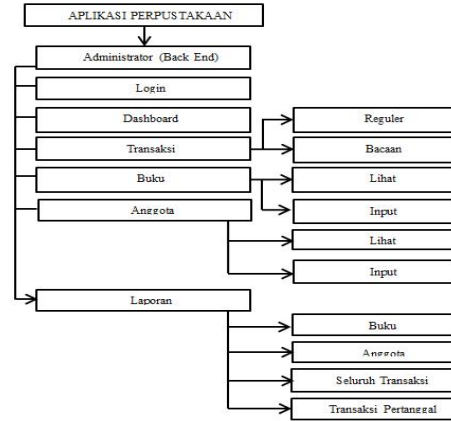 APLIKASI PERPUSTAKAAN
Administrator (Back End)
Login
Dashboard
Transaksi
Reguler
Bacaan
Buku
Lihat
Input
Anggota
Lihat
Input
Laporan
Buku
Anggota
Seluruh Transaksi
Transaksi Pertanggal